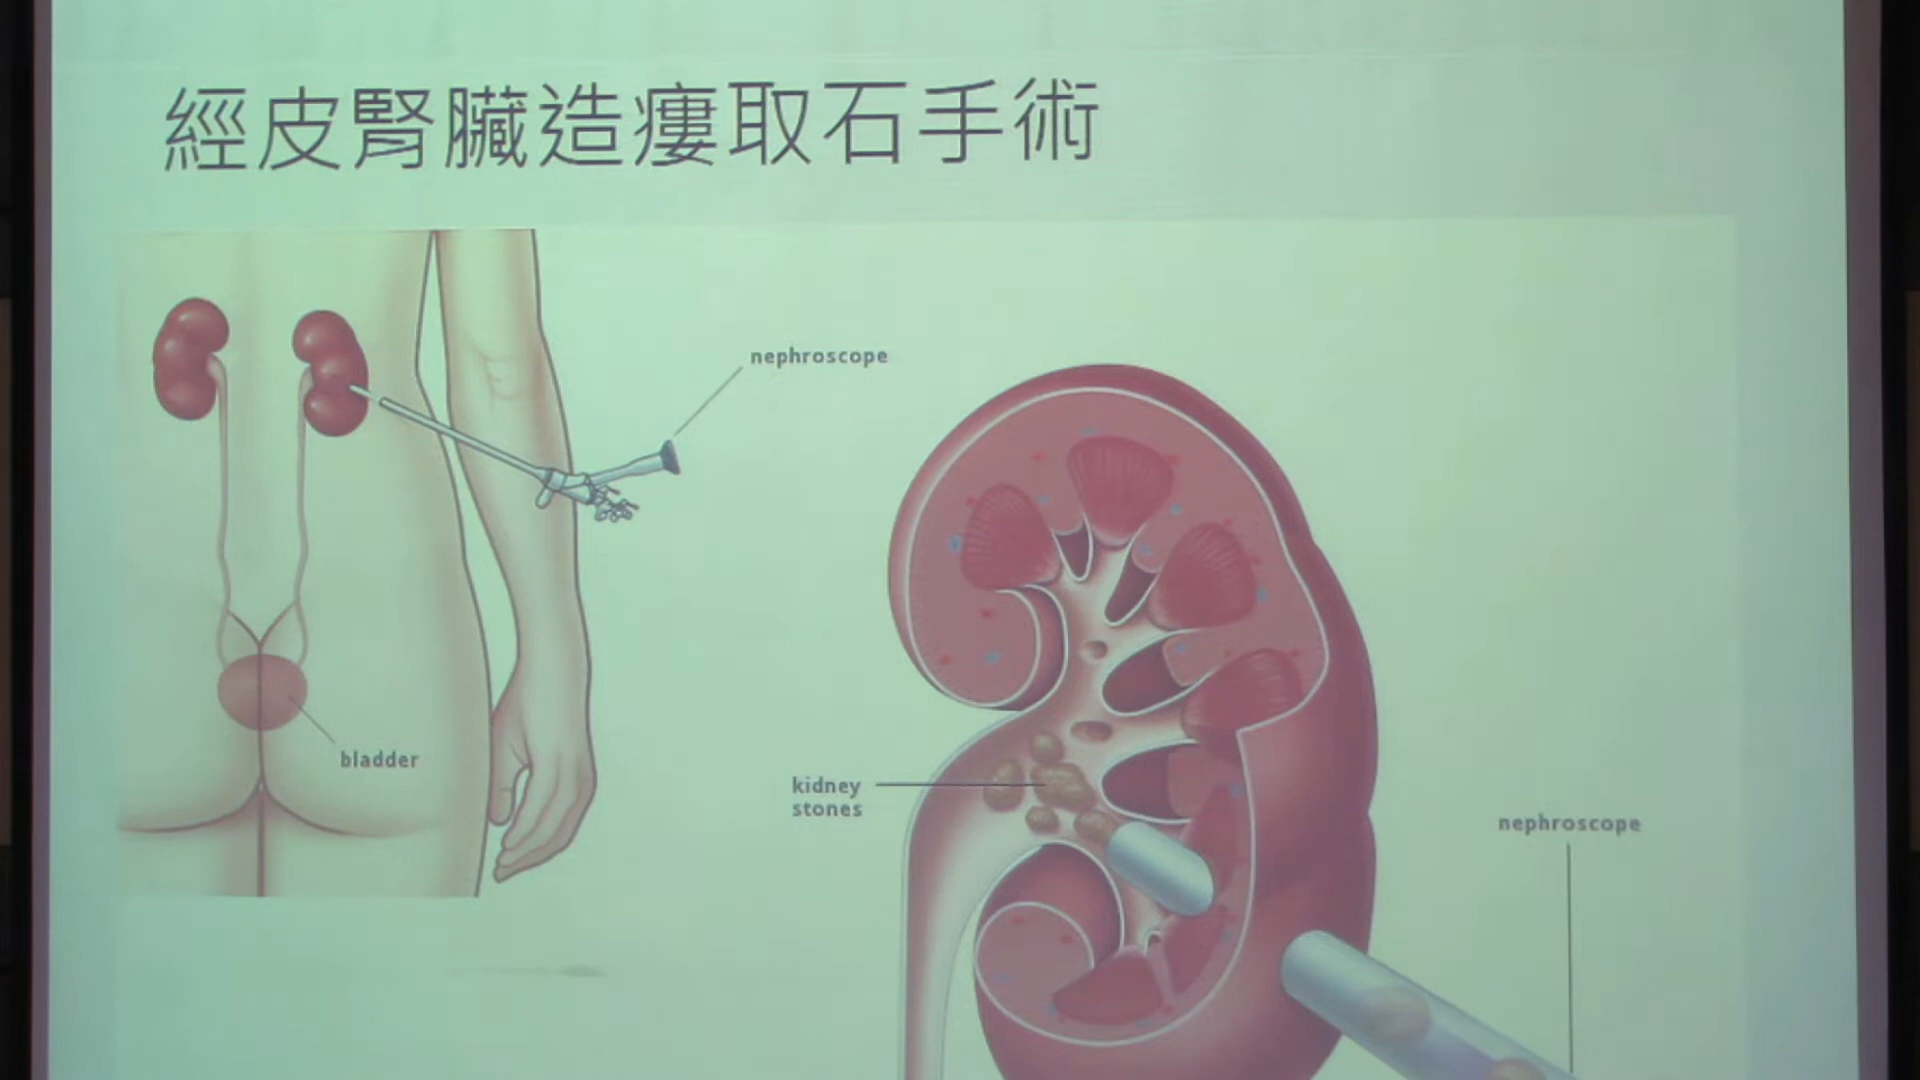 經皮腎臟造瘻取石手術
nephroscope
bladder
kidney
stones
nephroscope